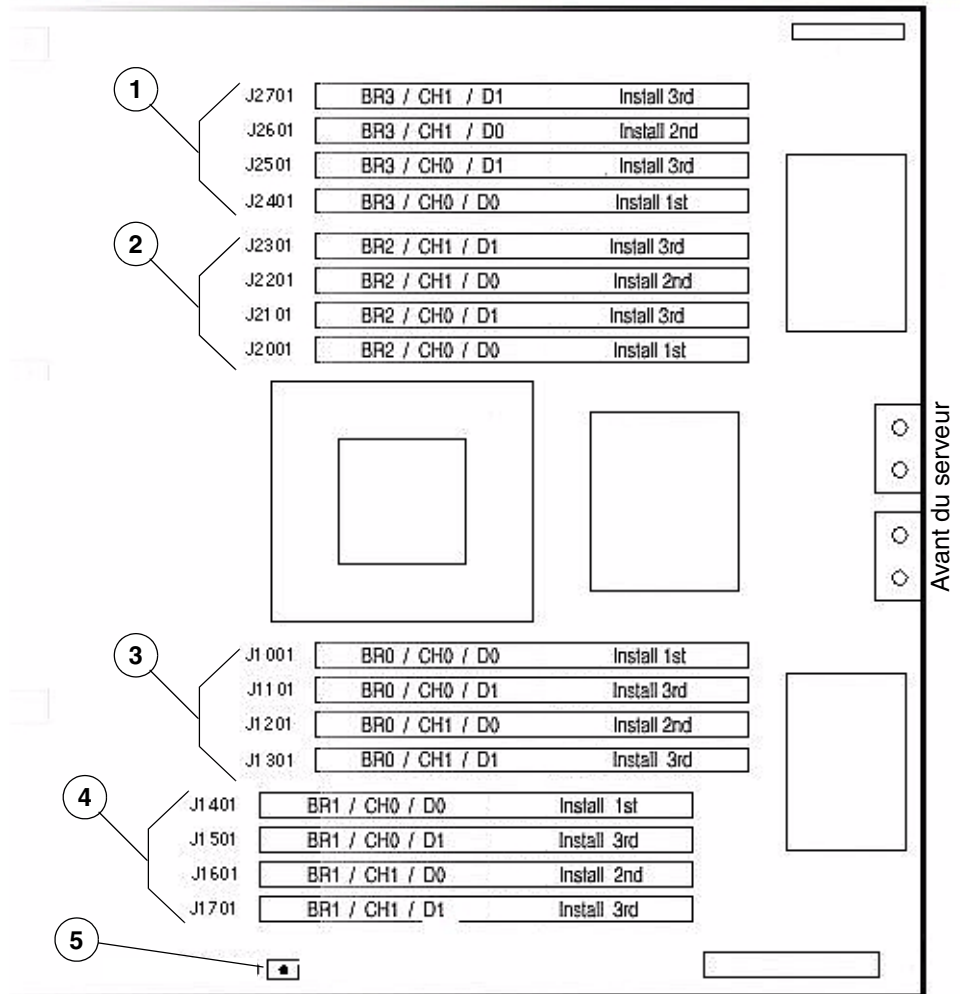 1
J2701 BR3 / CH1 / D1 Install 3rd
J2601 BR3 / CH1 / D0 Install 2nd
J2501 BR3 / CH0 / D1 Install 3rd
J2401 BR3 / CH0 / D0 Install 1st
2
J2301 BR2 / CH1 / D1 Install 3rd
J2201 BR2 / CH1 / D0 Install 2nd
J2101 BR2 / CH0 / D1 Install 3rd
J2001 BR2 / CH0 / D0 Install 1st
Avant du serveur
3
J1001 BR0 / CH0 / D0 Install 1st
J1101 BR0 / CH0 / D1 Install 3rd
J1201 BR0 / CH1 / D0 Install 2nd
J1301 BR0 / CH1 / D1 Install 3rd
4
J1401 BR1 / CH0 / D0 Install 1st
J1501 BR1 / CH0 / D1 Install 3rd
J1601 BR1 / CH1 / D0 Install 2nd
J1701 BR1 / CH1 / D1 Install 3rd
5